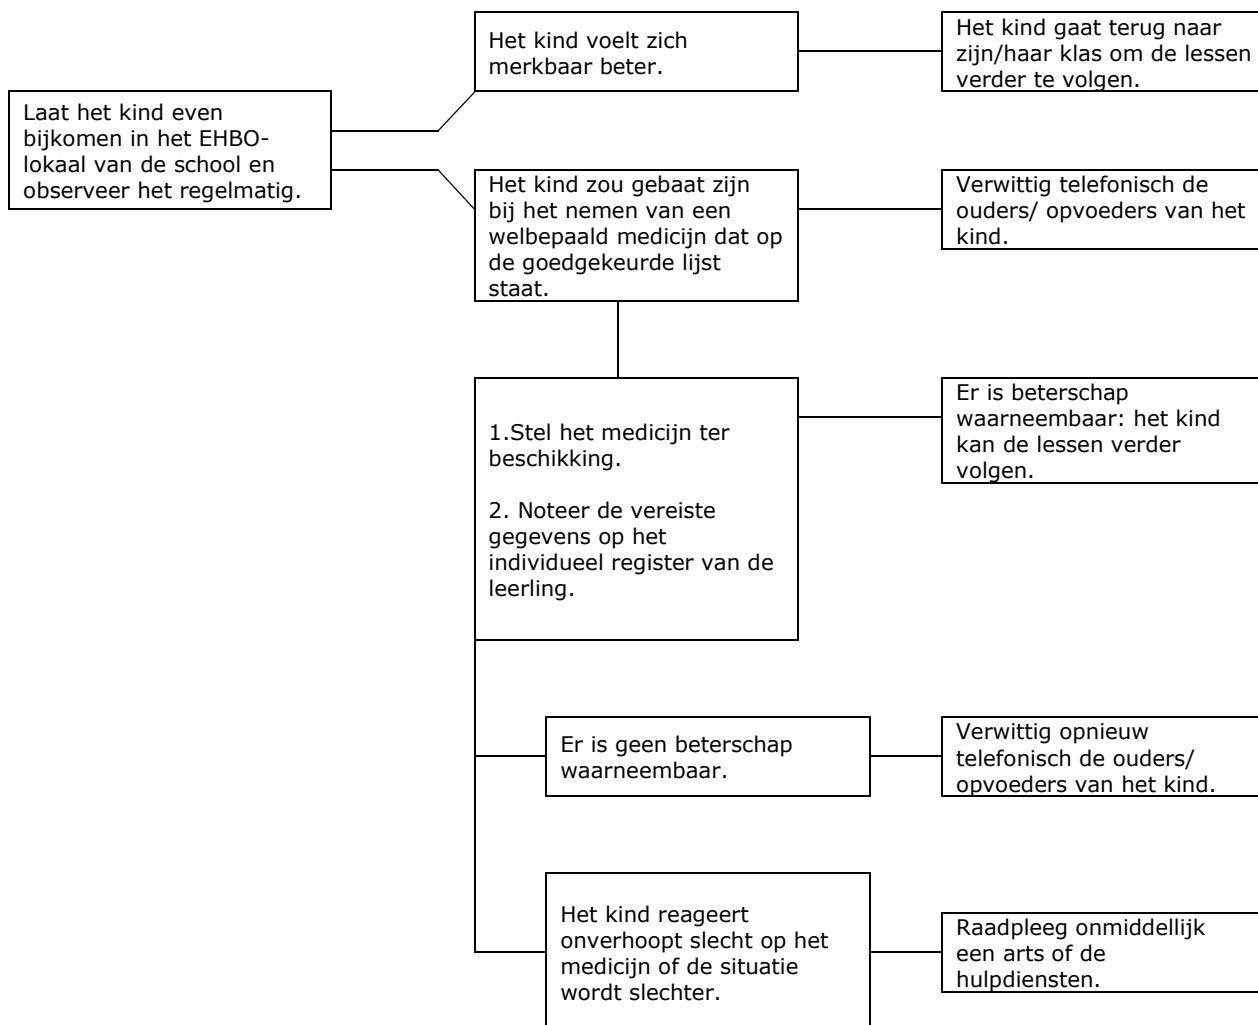 Laat het kind even
bijkomen in het EHBO-
lokaal van de school en
observeer het regelmatig.
Het kind voelt zich
merkbaar beter.
Het kind gaat terug naar
zijn/haar klas om de lessen
verder te volgen.
Het kind zou gebaat zijn
bij het nemen van een
welbepaald medicijn dat op
de goedgekeurde lijst
staat.
Verwittig telefonisch de
ouders/ opvoeders van het
kind.
1.Stel het medicijn ter
beschikking.
2. Noteer de vereiste
gegevens op het
individueel register van de
leerling.
Er is beterschap
waarneembaar: het kind
kan de lessen verder
volgen.
Er is geen beterschap
waarneembaar.
Verwittig opnieuw
telefonisch de ouders/
opvoeders van het kind.
Het kind reageert
onverhoopt slecht op het
medicijn of de situatie
wordt slechter.
Raadpleeg onmiddellijk
een arts of de
hulpdiensten.